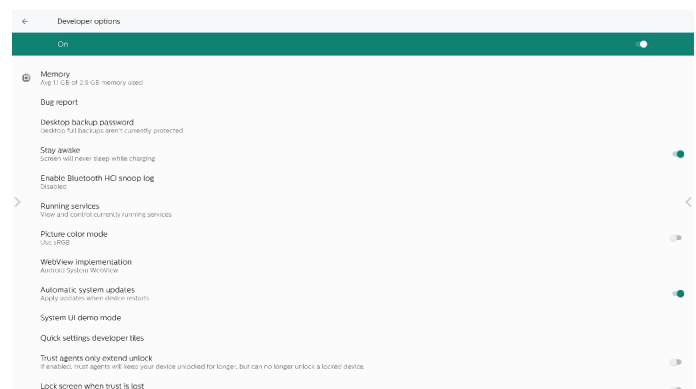 Developer options
On
Memory
Avg 1.1 GB of 2.9 GB memory used
Bug report
Desktop backup password
Desktop full backups aren't currently protected
Stay awake
Screen will never sleep while charging
Enable Bluetooth HCI snoop log
Disabled
Running services
View and control currently running services
Picture color mode
Use sRGB
WebView implementation
Android System WebView
Automatic system updates
Apply updates when device restarts
System UI demo mode
Quick settings developer tiles
Trust agents only extend unlock
If enabled, trust agents will keep your device unlocked for longer, but can no longer unlock a locked device.
Lock screen when trust is lost